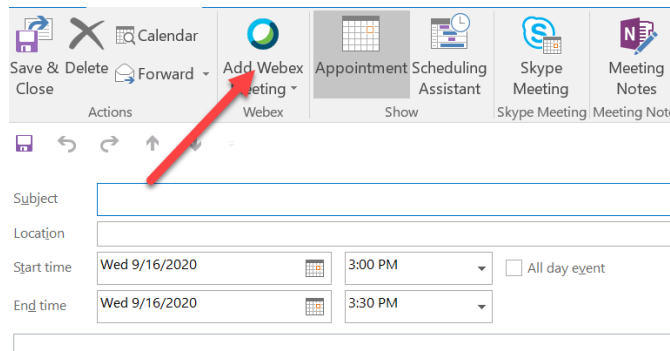 Calendar
Save & Delete Forward Add Webex Appointment Scheduling Skype Meeting
Close Meeting Assistant Meeting Notes
Actions Webex Show Skype Meeting Meeting Not
Subject
Location
Start time Wed 9/16/2020 3:00 PM All day event
End time Wed 9/16/2020 3:30 PM